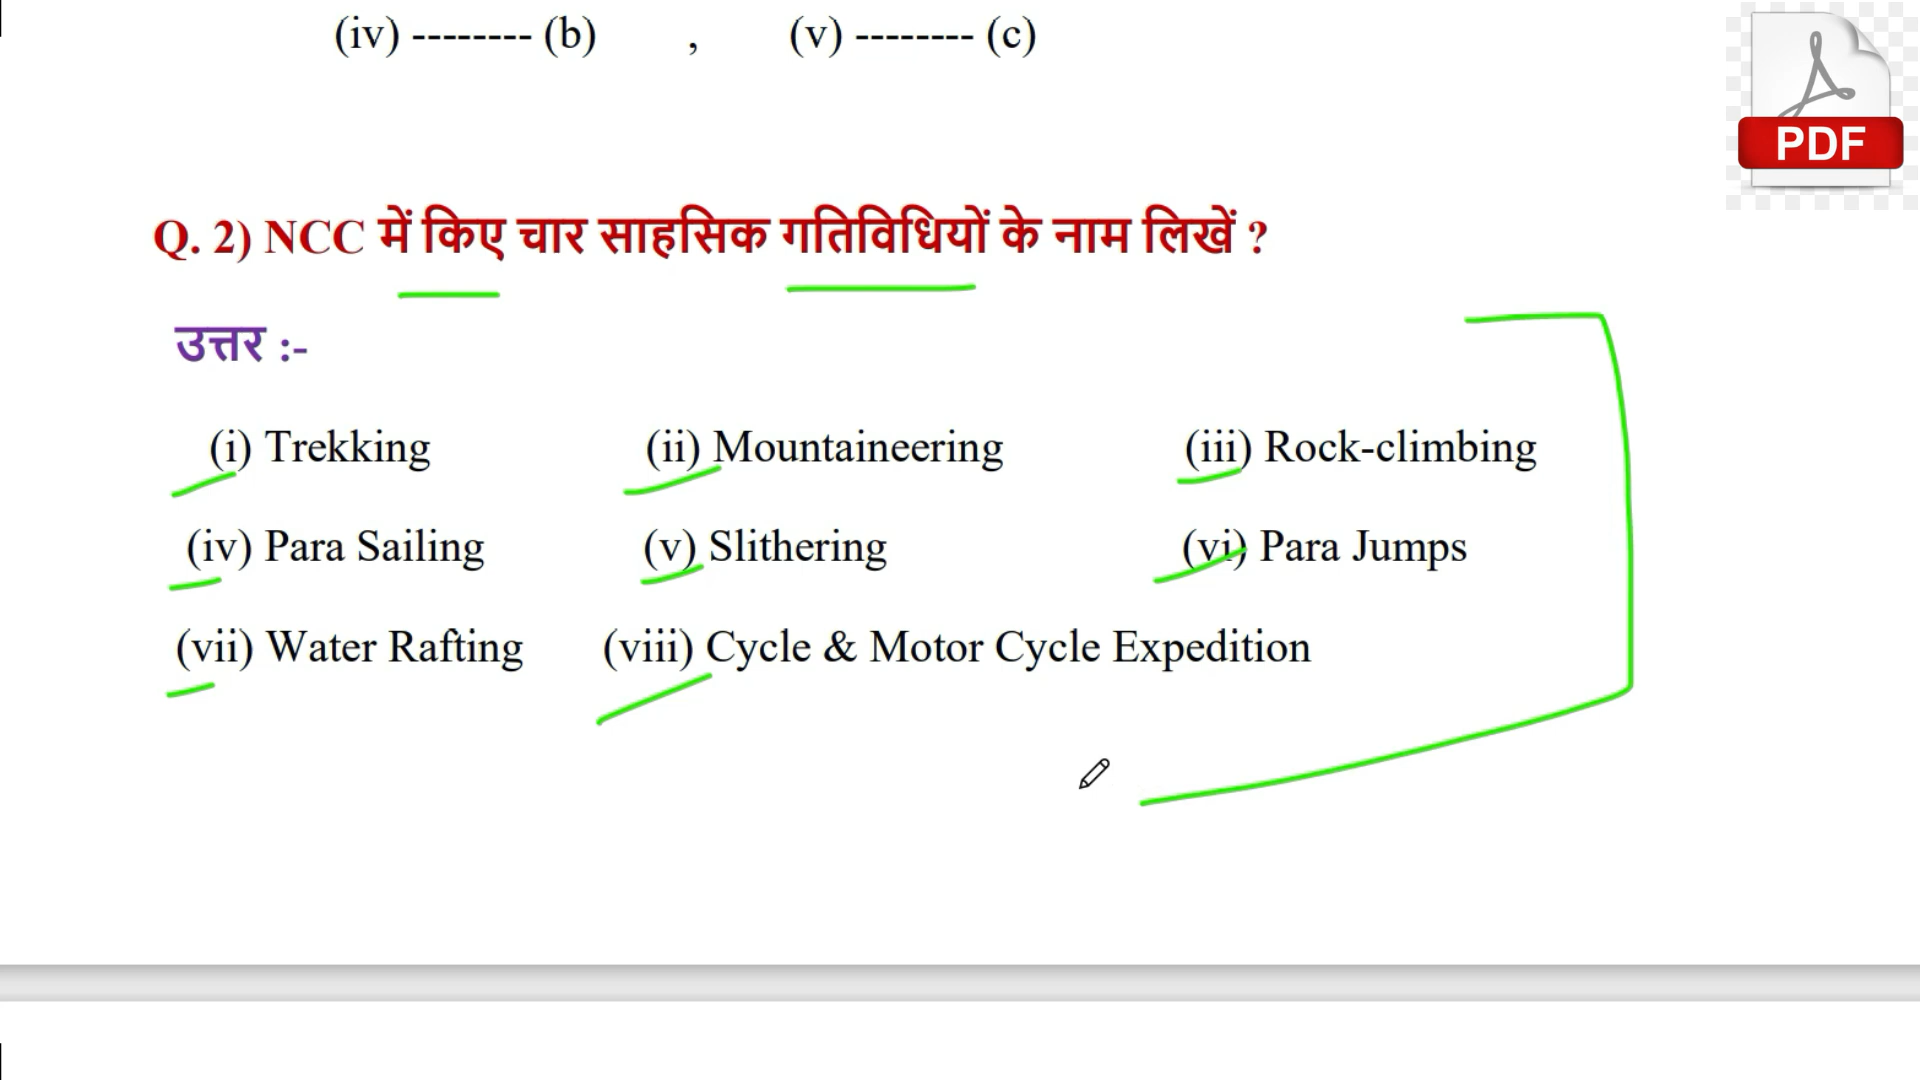 (iv) -------- (b) , (v) -------- (c)
PDF
Q. 2) NCC में किए चार साहसिक गतिविधियों के नाम लिखें ?
उत्तर :-
(i) Trekking (ii) Mountaineering (iii) Rock-climbing
(iv) Para Sailing (v) Slithering (vi) Para Jumps
(vii) Water Rafting (viii) Cycle & Motor Cycle Expedition